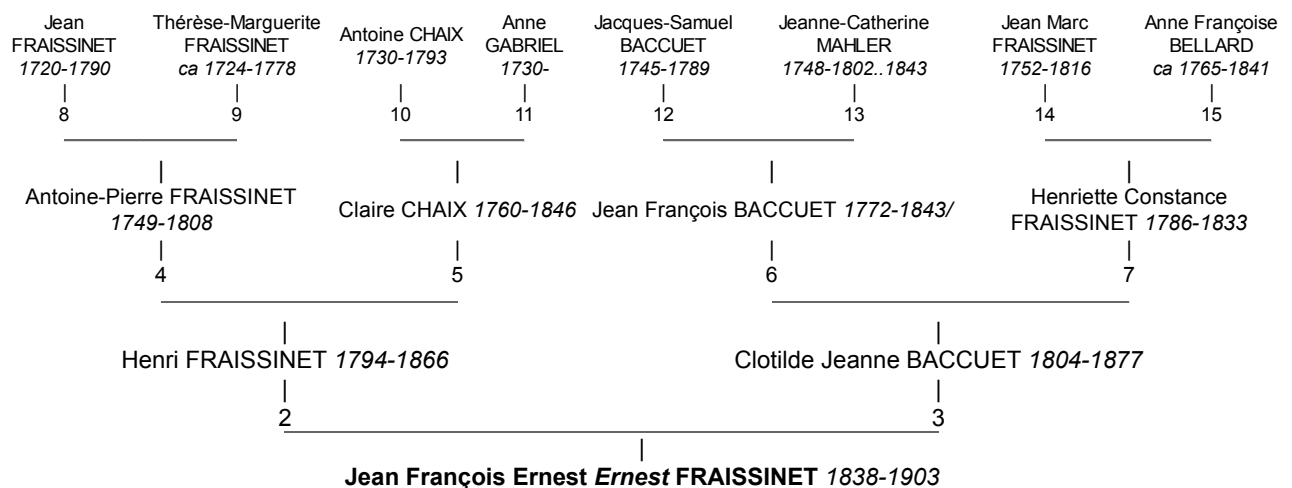 Jean
FRAISSINET
1720-1790
Thérèse-Marguerite
FRAISSINET
ca 1724-1778
Antoine CHAIX
1730-1793
Anne
GABRIEL
1730-
Jacques-Samuel
BACCUET
1745-1789
Jeanne-Catherine
MAHLER
1748-1802..1843
Jean Marc
FRAISSINET
1752-1816
Anne Françoise
BELLARD
ca 1765-1841
8
9
10
11
12
13
14
15
Antoine-Pierre FRAISSINET
1749-1808
Claire CHAIX 1760-1846
Jean François BACCUET 1772-1843/
Henriette Constance
FRAISSINET 1786-1833
4
5
6
7
Henri FRAISSINET 1794-1866
Clotilde Jeanne BACCUET 1804-1877
2
3
Jean François Ernest Ernest FRAISSINET 1838-1903